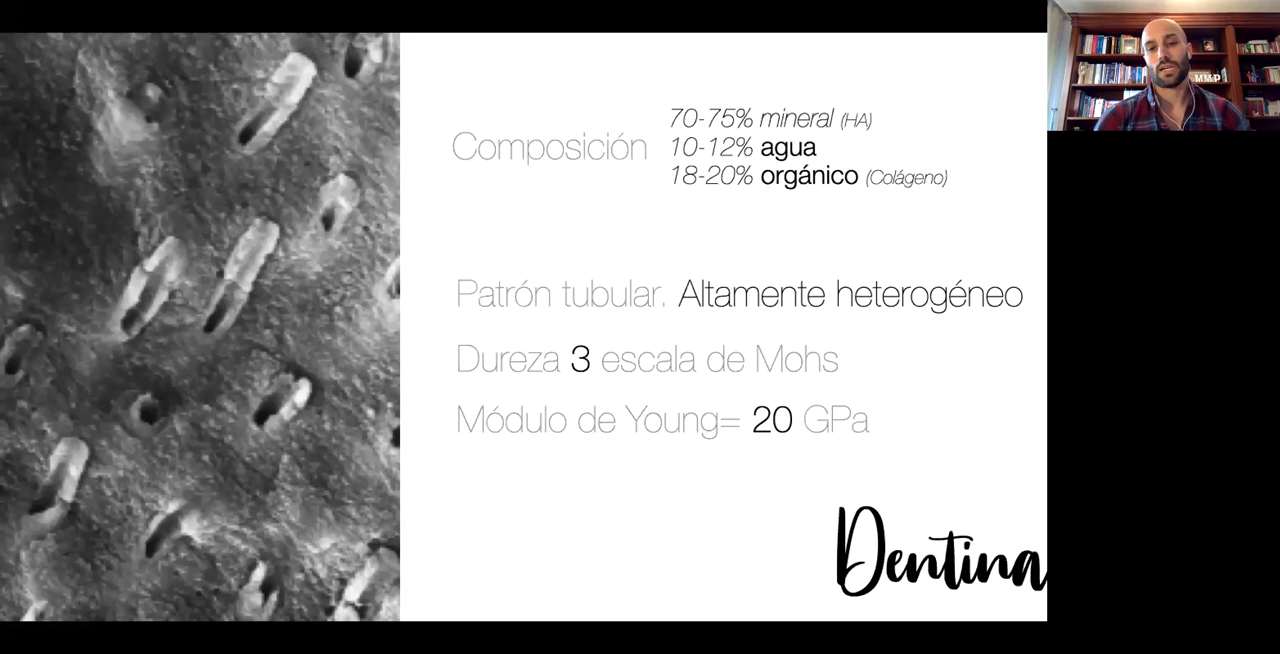 Composición
70-75% mineral (HA)
10-12% agua
18-20% orgánico (Colágeno)
Patrón tubular. Altamente heterogéneo
Dureza 3 escala de Mohs
Módulo de Young= 20 GPa
Dentina
MMP